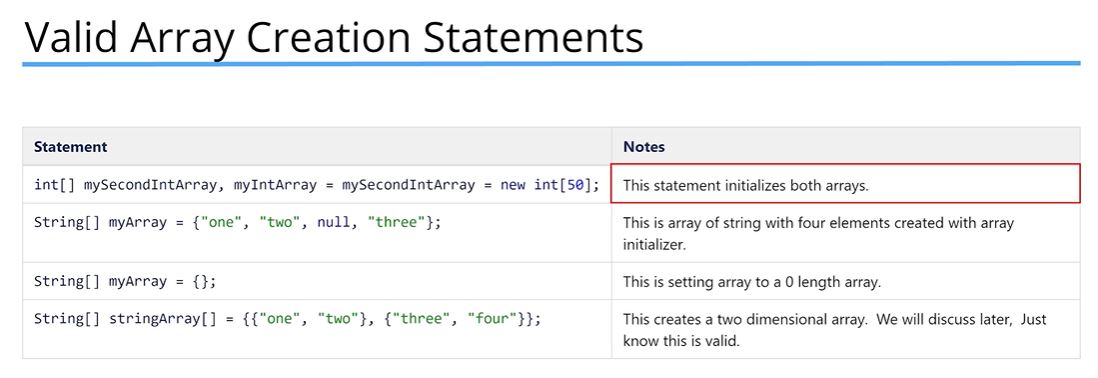 Valid Array Creation Statements
Statement
Notes
int[] mySecondIntArray, myIntArray = mySecondIntArray = new int[50];
This statement initializes both arrays.
String[] myArray = {"one", "two", null, "three"};
This is array of string with four elements created with array
initializer.
String[] myArray = {};
This is setting array to a 0 length array.
String[] stringArray[] = {{"one", "two"}, {"three", "four"}};
This creates a two dimensional array.  We will discuss later,  Just
know this is valid.